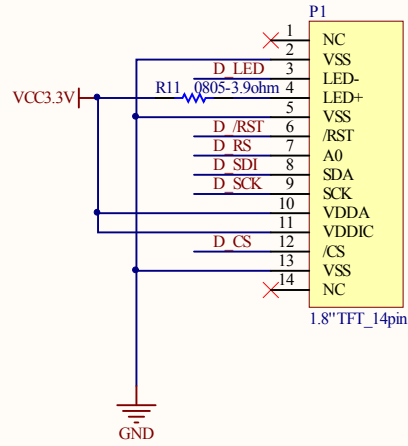 P1
1 NC
2 VSS
D_LED 3 LED-
VCC3.3V R11 0805-3.9ohm 4 LED+
5 VSS
D_/RST 6 /RST
D_RS 7 A0
D_SDI 8 SDA
D_SCK 9 SCK
10 VDDA
11 VDDIC
D_CS 12 /CS
13 VSS
14 NC
1.8"TFT_14pin
GND